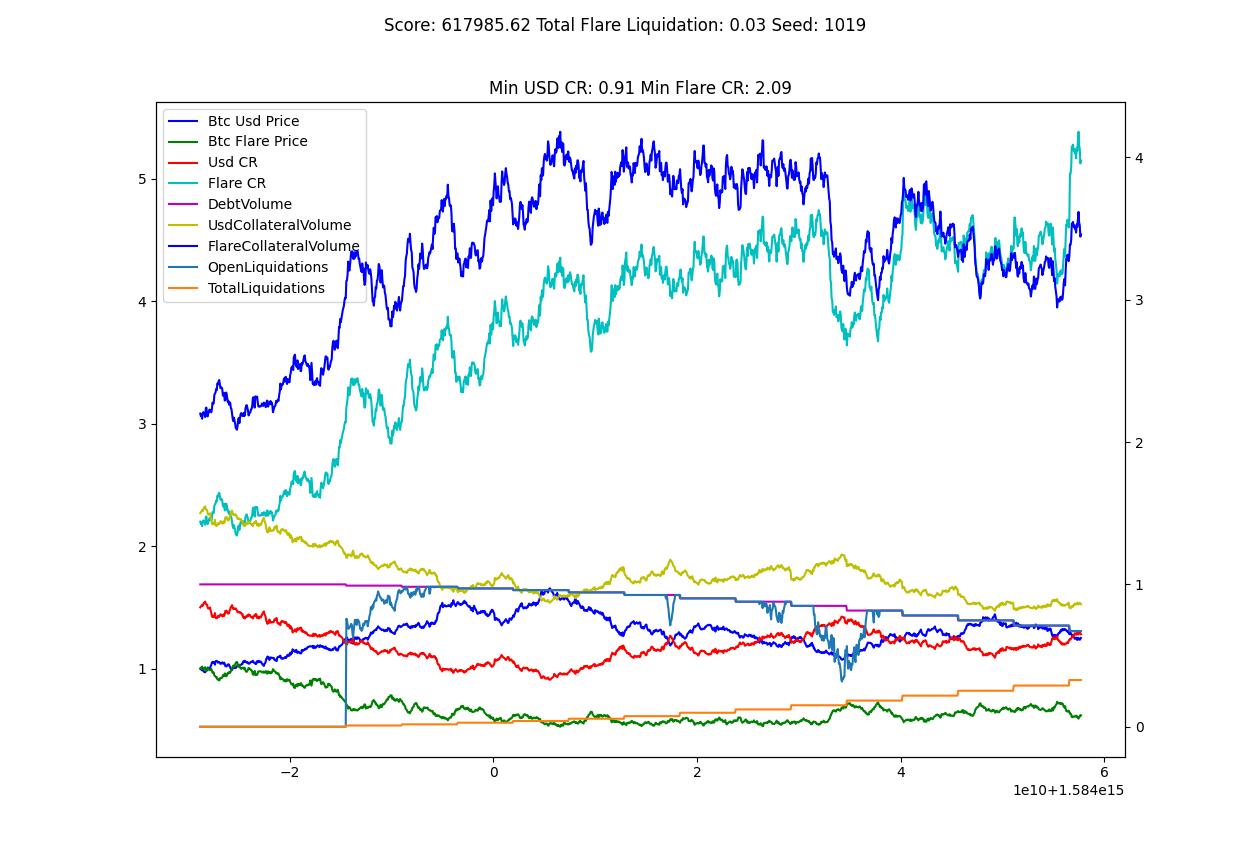 Score: 617985.62 Total Flare Liquidation: 0.03 Seed: 1019
Min USD CR: 0.91 Min Flare CR: 2.09
Btc Usd Price
Btc Flare Price
Usd CR
Flare CR
DebtVolume
UsdCollateralVolume
FlareCollateralVolume
OpenLiquidations
TotalLiquidations
5
4
3
2
1
4
3
2
1
0
−2
0
2
4
6
1e10+1.584e15